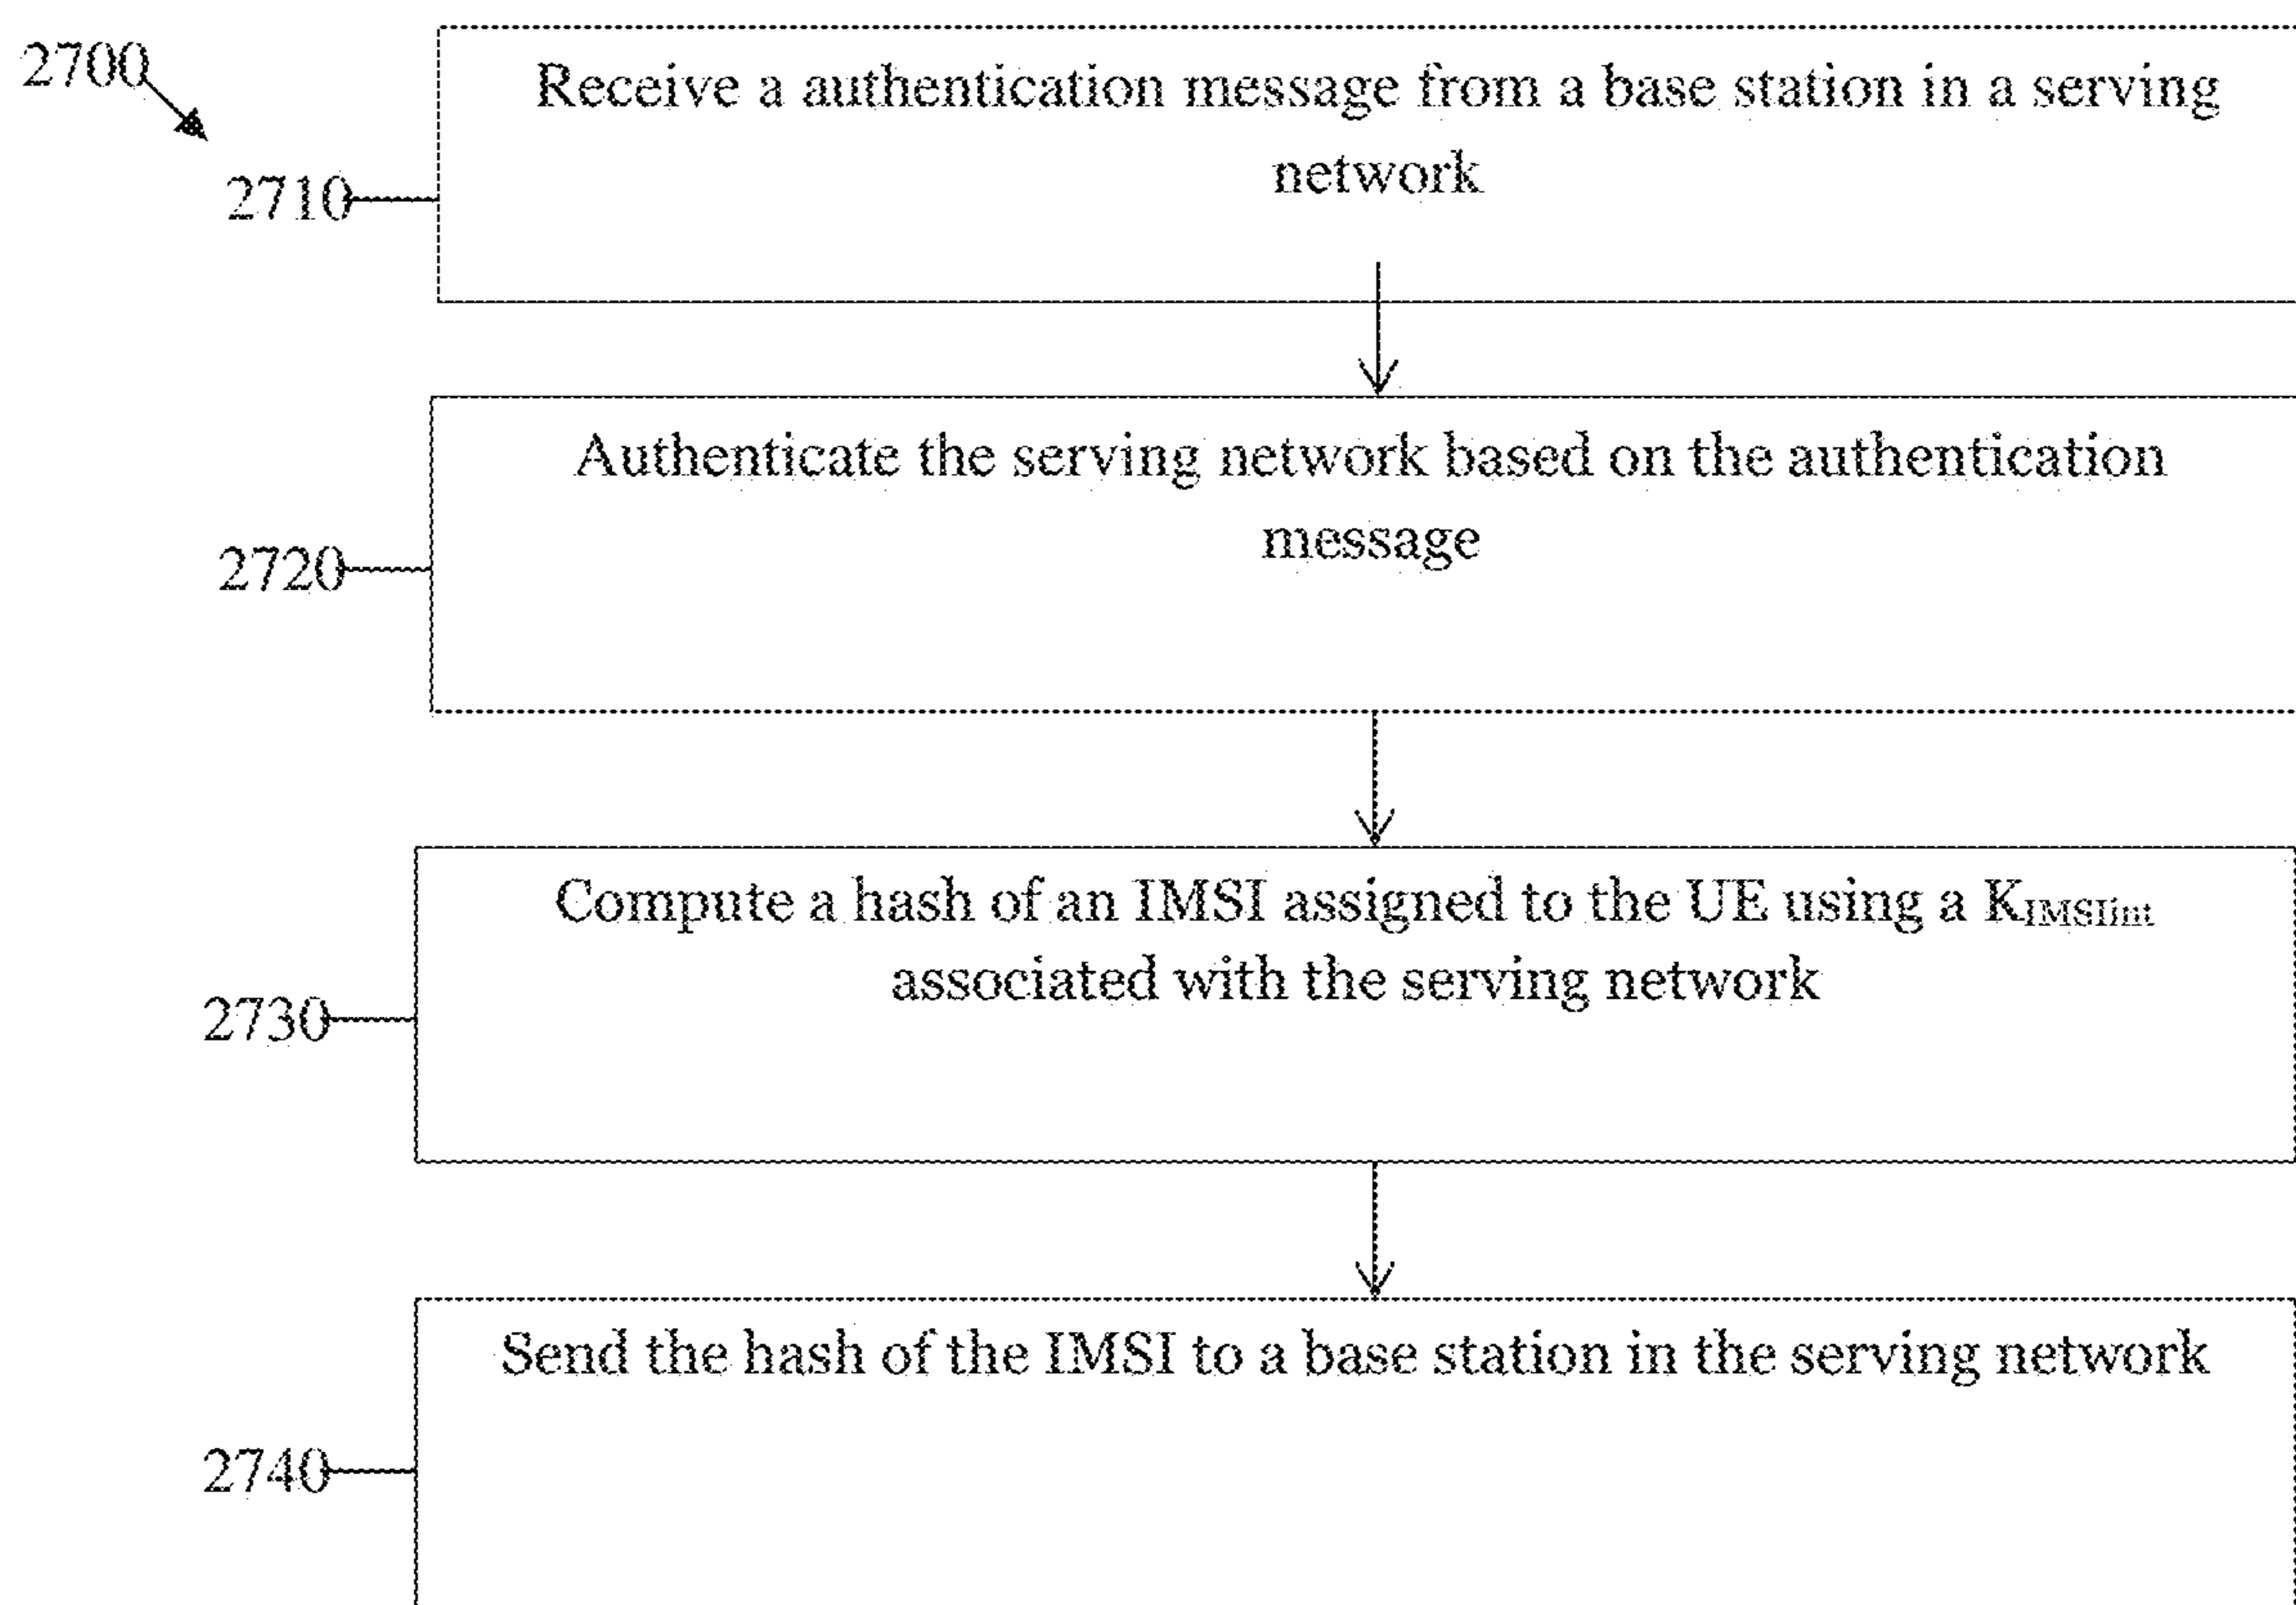 2700
Receive a authentication message from a base station in a serving
network
2710
Authenticate the serving network based on the authentication
message
2720
Compute a hash of an IMSI assigned to the UE using a KIMSIint
associated with the serving network
2730
Send the hash of the IMSI to a base station in the serving network
2740